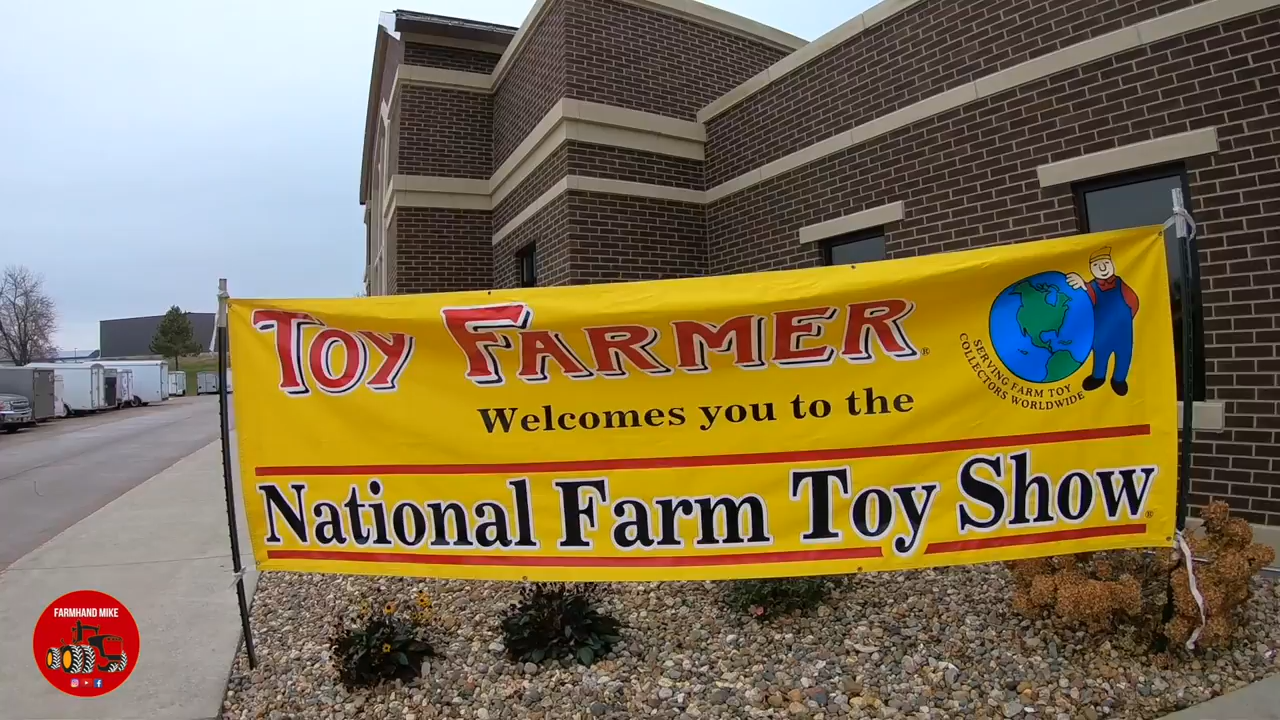 TOY FARMER®
SERVING FARM TOY
COLLECTORS WORLDWIDE
Welcomes you to the
National Farm Toy Show®
FARMHAND MIKE